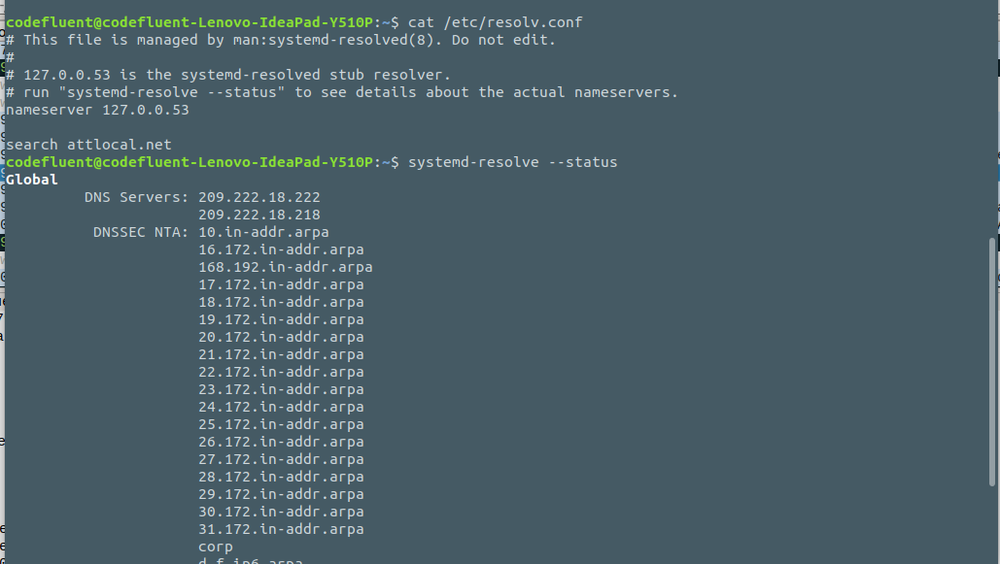 codefluent@codefluent-Lenovo-IdeaPad-Y510P:~$ cat /etc/resolv.conf
# This file is managed by man:systemd-resolved(8). Do not edit.
#
# 127.0.0.53 is the systemd-resolved stub resolver.
# run "systemd-resolve --status" to see details about the actual nameservers.
nameserver 127.0.0.53
search attlocal.net
codefluent@codefluent-Lenovo-IdeaPad-Y510P:~$ systemd-resolve --status
Global
DNS Servers: 209.222.18.222
209.222.18.218
DNSSEC NTA: 10.in-addr.arpa
16.172.in-addr.arpa
168.192.in-addr.arpa
17.172.in-addr.arpa
18.172.in-addr.arpa
19.172.in-addr.arpa
20.172.in-addr.arpa
21.172.in-addr.arpa
22.172.in-addr.arpa
23.172.in-addr.arpa
24.172.in-addr.arpa
25.172.in-addr.arpa
26.172.in-addr.arpa
27.172.in-addr.arpa
28.172.in-addr.arpa
29.172.in-addr.arpa
30.172.in-addr.arpa
31.172.in-addr.arpa
corp
d.f.ip6.arpa